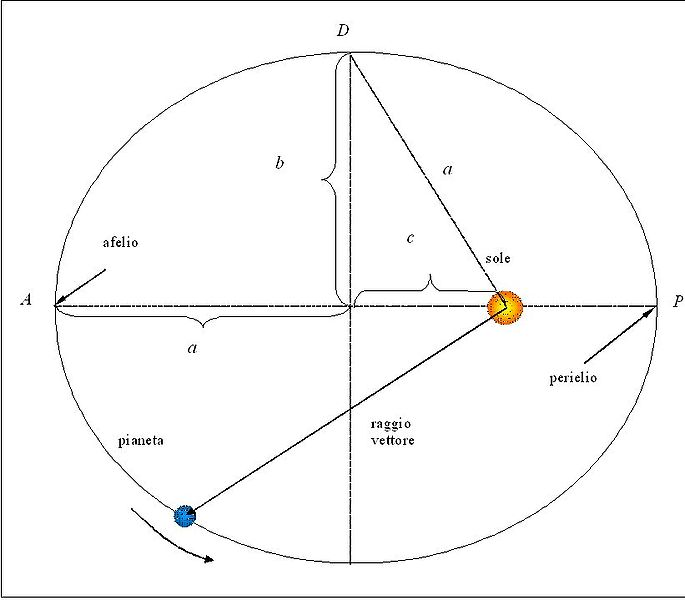 D
b
a
afelio
c
sole
A
P
a
perielio
raggio
vettore
pianeta